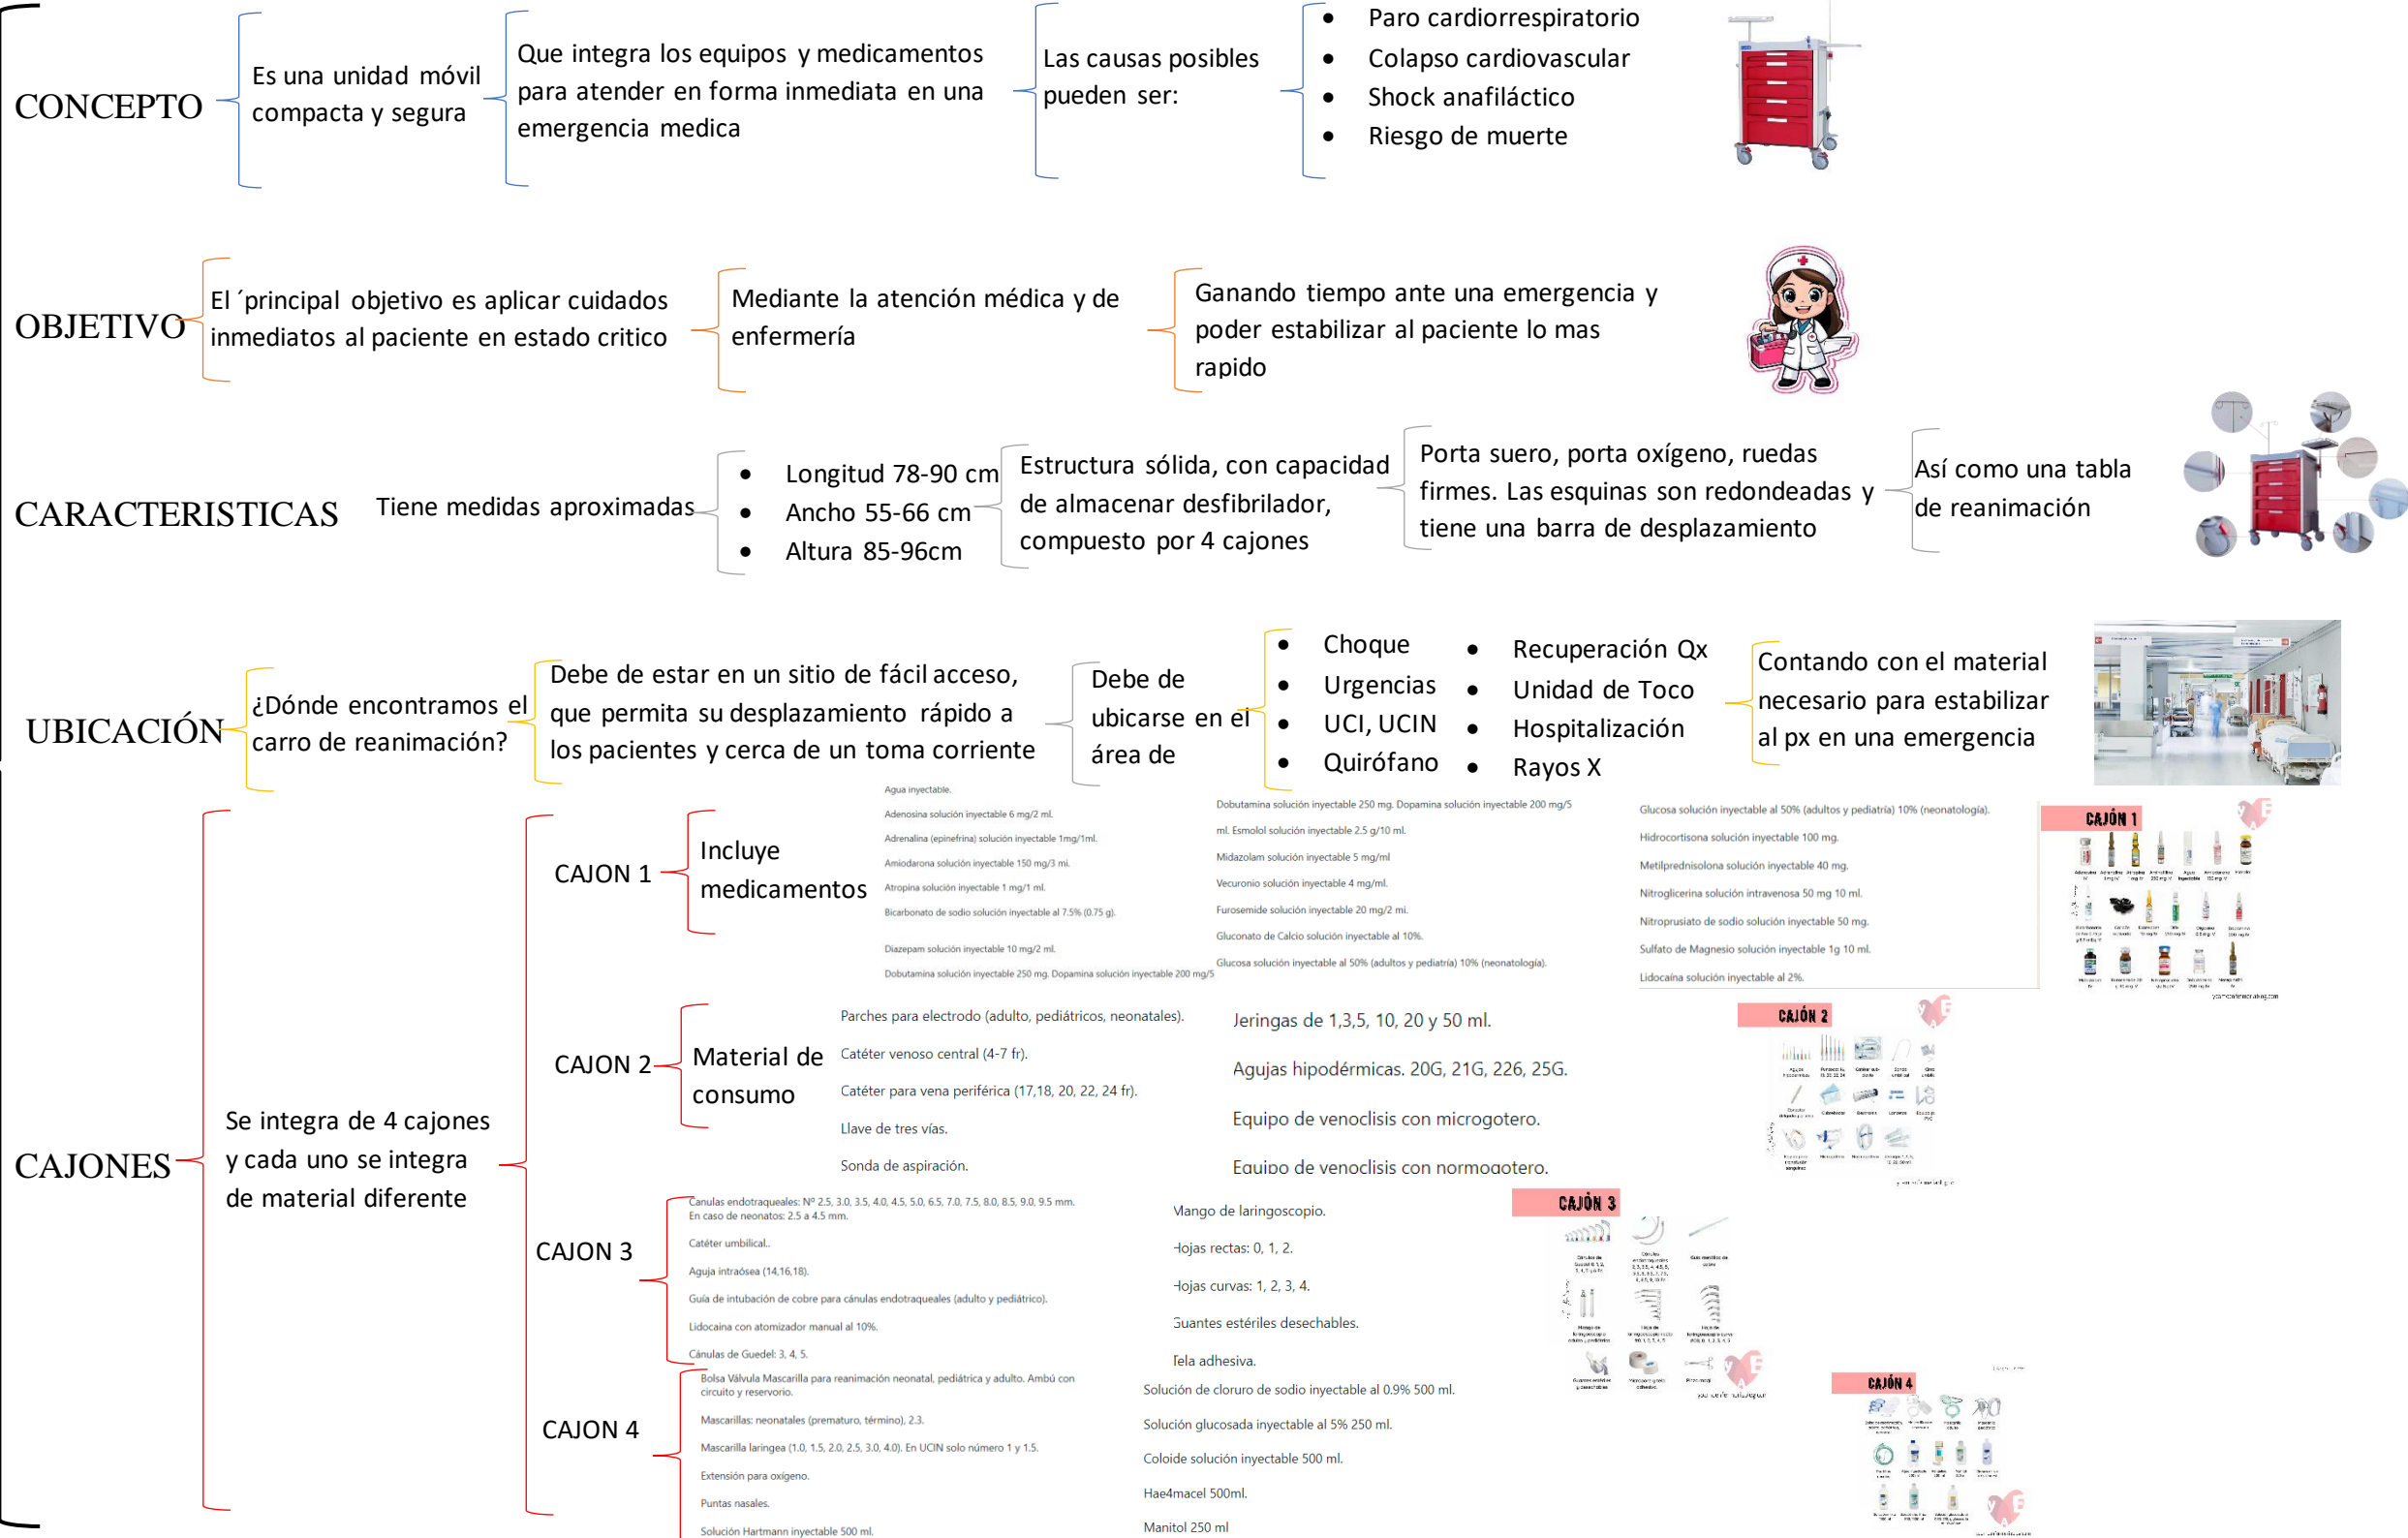 CONCEPTO
Es una unidad móvil
compacta y segura
Que integra los equipos y medicamentos
para atender en forma inmediata en una
emergencia medica
Las causas posibles
pueden ser:
• Paro cardiorrespiratorio
• Colapso cardiovascular
• Shock anafiláctico
• Riesgo de muerte
OBJETIVO
El ´principal objetivo es aplicar cuidados
inmediatos al paciente en estado critico
Mediante la atención médica y de
enfermería
Ganando tiempo ante una emergencia y
poder estabilizar al paciente lo mas
rapido
CARACTERISTICAS
Tiene medidas aproximadas
• Longitud 78-90 cm
• Ancho 55-66 cm
• Altura 85-96cm
Estructura sólida, con capacidad
de almacenar desfibrilador,
compuesto por 4 cajones
Porta suero, porta oxígeno, ruedas
firmes. Las esquinas son redondeadas y
tiene una barra de desplazamiento
Así como una tabla
de reanimación
UBICACIÓN
¿Dónde encontramos el
carro de reanimación?
Debe de estar en un sitio de fácil acceso,
que permita su desplazamiento rápido a
los pacientes y cerca de un toma corriente
Debe de
ubicarse en el
área de
• Choque
• Urgencias
• UCI, UCIN
• Quirófano
• Recuperación Qx
• Unidad de Toco
• Hospitalización
• Rayos X
Contando con el material
necesario para estabilizar
al px en una emergencia
CAJONES
Se integra de 4 cajones
y cada uno se integra
de material diferente
CAJON 1
Incluye
medicamentos
Agua inyectable.
Adenosina solución inyectable 6 mg/2 ml.
Adrenalina (epinefrina) solución inyectable 1mg/1ml.
Amiodarona solución inyectable 150 mg/3 mi.
Atropina solución inyectable 1 mg/1 ml.
Bicarbonato de sodio solución inyectable al 7.5% (0.75 g).
Diazepam solución inyectable 10 mg/2 ml.
Dobutamina solución inyectable 250 mg. Dopamina solución inyectable 200 mg/5
Dobutamina solución inyectable 250 mg. Dopamina solución inyectable 200 mg/5
ml. Esmolol solución inyectable 2.5 g/10 ml.
Midazolam solución inyectable 5 mg/ml
Vecuronio solución inyectable 4 mg/ml.
Furosemide solución inyectable 20 mg/2 mi.
Gluconato de Calcio solución inyectable al 10%.
Glucosa solución inyectable al 50% (adultos y pediatría) 10% (neonatología).
Glucosa solución inyectable al 50% (adultos y pediatría) 10% (neonatología).
Hidrocortisona solución inyectable 100 mg.
Metilprednisolona solución inyectable 40 mg.
Nitroglicerina solución intravenosa 50 mg 10 ml.
Nitroprusiato de sodio solución inyectable 50 mg.
Sulfato de Magnesio solución inyectable 1g 10 ml.
Lidocaína solución inyectable al 2%.
CAJÓN 1
CAJON 2
Material de
consumo
Parches para electrodo (adulto, pediátricos, neonatales).
Catéter venoso central (4-7 fr).
Catéter para vena periférica (17,18, 20, 22, 24 fr).
Llave de tres vías.
Sonda de aspiración.
Jeringas de 1,3,5, 10, 20 y 50 ml.
Agujas hipodérmicas. 20G, 21G, 226, 25G.
Equipo de venoclisis con microgotero.
Equipo de venoclisis con normogotero.
CAJÓN 2
CAJON 3
Canulas endotraqueales: Nº 2.5, 3.0, 3.5, 4.0, 4.5, 5.0, 6.5, 7.0, 7.5, 8.0, 8.5, 9.0, 9.5 mm.
En caso de neonatos: 2.5 a 4.5 mm.
Catéter umbilical..
Aguja intraósea (14,16,18).
Guía de intubación de cobre para cánulas endotraqueales (adulto y pediátrico).
Lidocaina con atomizador manual al 10%.
Cánulas de Guedel: 3, 4, 5.
Mango de laringoscopio.
Hojas rectas: 0, 1, 2.
Hojas curvas: 1, 2, 3, 4.
Guantes estériles desechables.
Tela adhesiva.
CAJÓN 3
CAJON 4
Bolsa Válvula Mascarilla para reanimación neonatal, pediátrica y adulto. Ambú con
circuito y reservorio.
Mascarillas: neonatales (prematuro, término), 2.3.
Mascarilla laringea (1.0, 1.5, 2.0, 2.5, 3.0, 4.0). En UCIN solo número 1 y 1.5.
Extensión para oxígeno.
Puntas nasales.
Solución Hartmann inyectable 500 ml.
Solución de cloruro de sodio inyectable al 0.9% 500 ml.
Solución glucosada inyectable al 5% 250 ml.
Coloide solución inyectable 500 ml.
Hae4macel 500ml.
Manitol 250 ml
CAJÓN 4